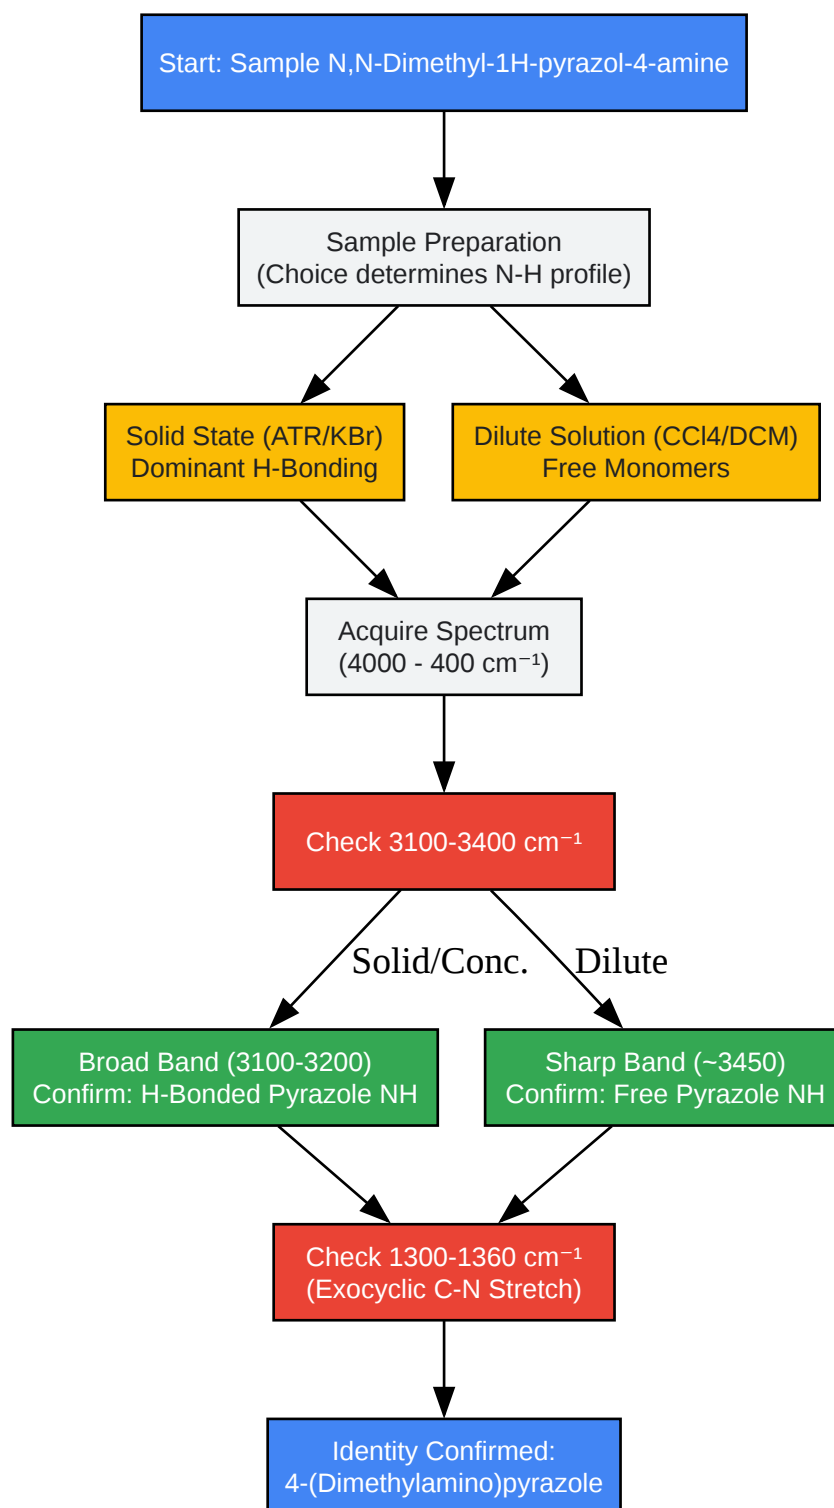 Start: Sample N,N-Dimethyl-1H-pyrazol-4-amine
Sample Preparation
(Choice determines N-H profile)
Solid State (ATR/KBr)
Dominant H-Bonding
Dilute Solution (CCl4/DCM)
Free Monomers
Acquire Spectrum
(4000 - 400 cm⁻¹)
Check 3100-3400 cm⁻¹
Solid/Conc.
Dilute
Broad Band (3100-3200)
Confirm: H-Bonded Pyrazole NH
Sharp Band (~3450)
Confirm: Free Pyrazole NH
Check 1300-1360 cm⁻¹
(Exocyclic C-N Stretch)
Identity Confirmed:
4-(Dimethylamino)pyrazole